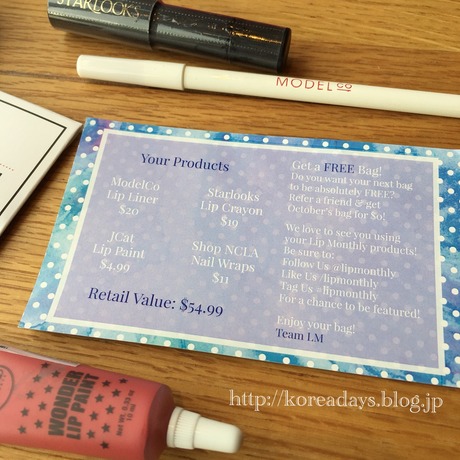 STARLOOKS
MODELCO
Your Products
ModelCo
Lip Liner
$20
Starlooks
Lip Crayon
$19
JCat
Lip Paint
$4.99
Shop NCLA
Nail Wraps
$11
Retail Value: $54.99
Get a FREE Bag!
Do you want your next bag
to be absolutely FREE?
Refer a friend & get
October's bag for $0!
We love to see you using
your Lip Monthly products!
Be sure to:
Follow Us @lipmonthly
Like Us /lipmonthly
Tag Us #lipmonthly
For a chance to be featured!
Enjoy your bag!
Team LM
WONDER
LIP PAINT
http://koreadays.blog.jp